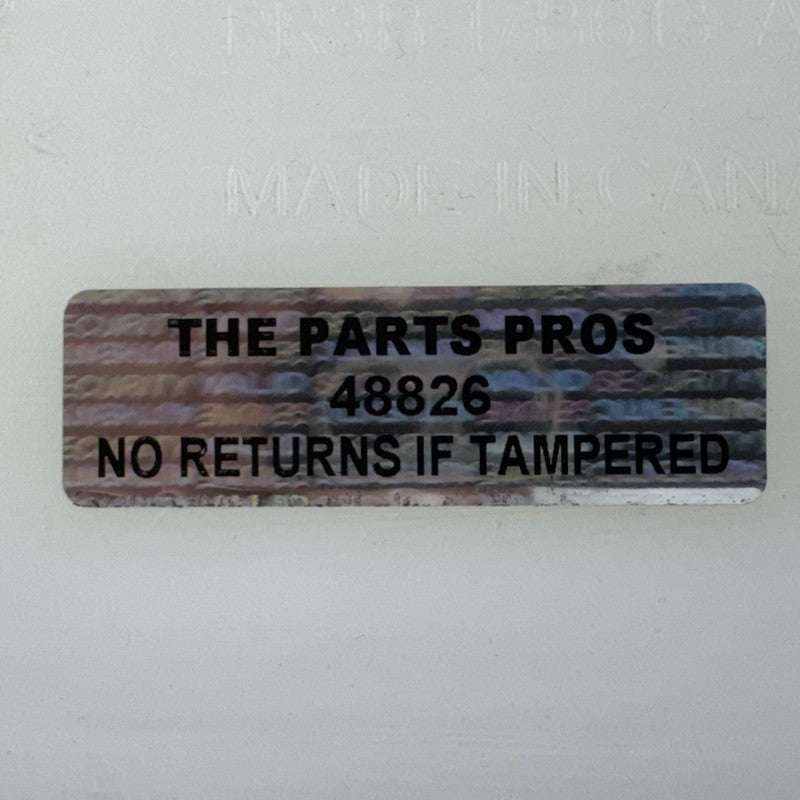 MADE IN CANA
THE PARTS PROS
48826
NO RETURNS IF TAMPERED